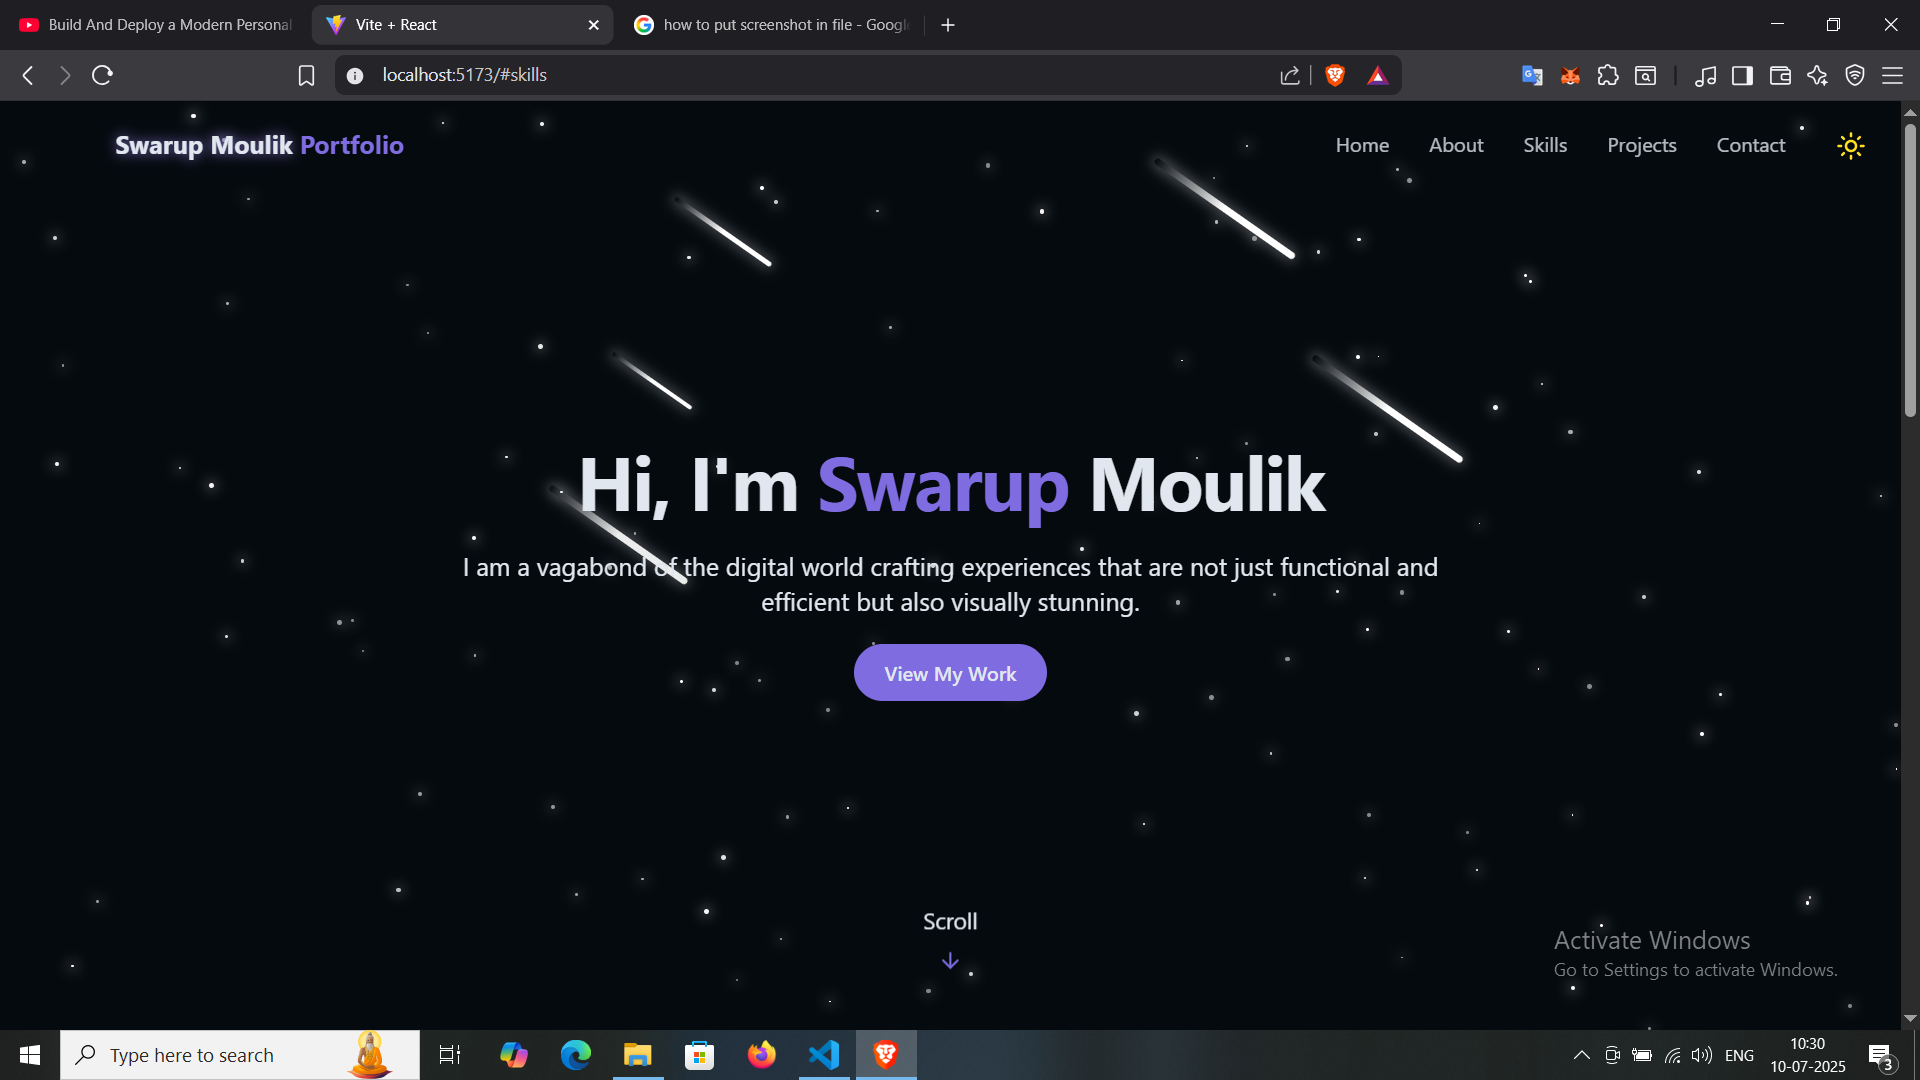 Build And Deploy a Modern Personal
Vite + React
how to put screenshot in file - Google
localhost:5173/#skills
Swarup Moulik Portfolio
Home
About
Skills
Projects
Contact
Hi, I'm Swarup Moulik
I am a vagabond of the digital world crafting experiences that are not just functional and
efficient but also visually stunning.
View My Work
Scroll
Activate Windows
Go to Settings to activate Windows.
Type here to search
ENG
10:30
10-07-2025
3